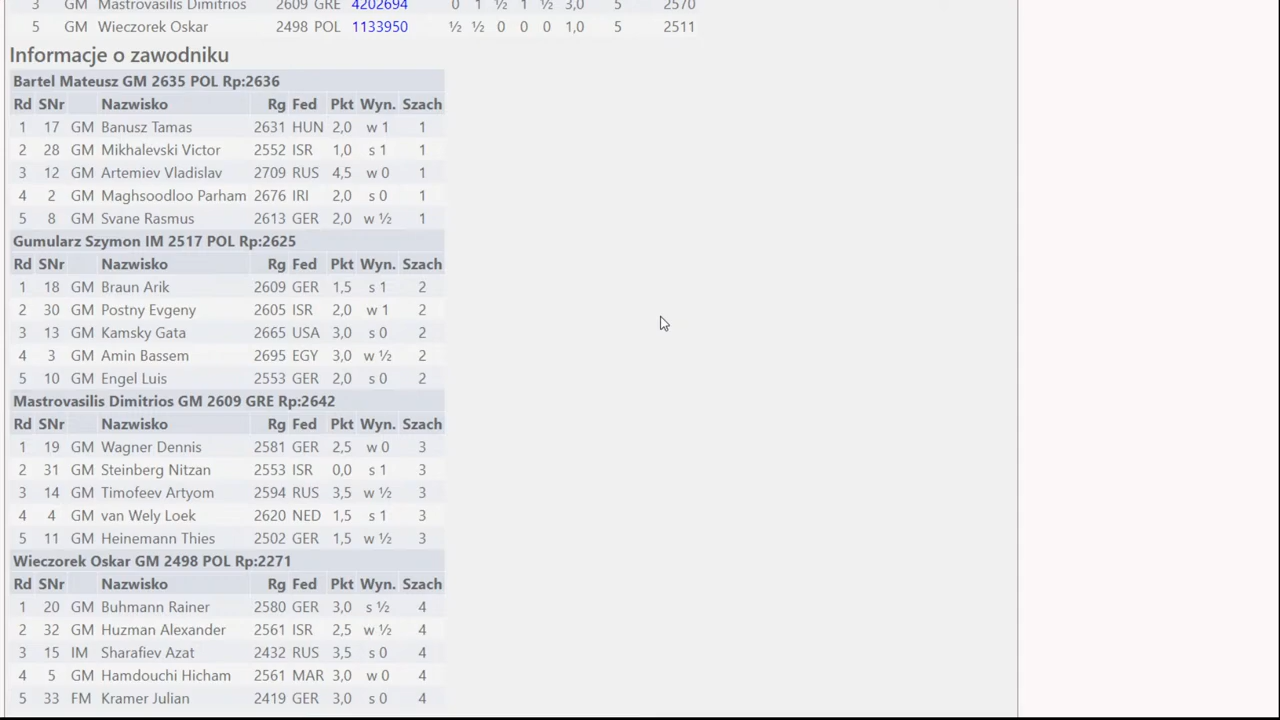 3 GM Mastrovasilis Dimitrios 2609 GRE 4202694 0 1 ½ 1 ½ 3,0 5 2570
5 GM Wieczorek Oskar 2498 POL 1133950 ½ ½ 0 0 0 1,0 5 2511
Informacje o zawodniku
Bartel Mateusz GM 2635 POL Rp:2636
Rd SNr Nazwisko Rg Fed Pkt Wyn. Szach
1 17 GM Banusz Tamas 2631 HUN 2,0 w 1 1
2 28 GM Mikhalevski Victor 2552 ISR 1,0 s 1 1
3 12 GM Artemiev Vladislav 2709 RUS 4,5 w 0 1
4 2 GM Maghsoodloo Parham 2676 IRI 2,0 s 0 1
5 8 GM Svane Rasmus 2613 GER 2,0 w ½ 1
Gumularz Szymon IM 2517 POL Rp:2625
Rd SNr Nazwisko Rg Fed Pkt Wyn. Szach
1 18 GM Braun Arik 2609 GER 1,5 s 1 2
2 30 GM Postny Evgeny 2605 ISR 2,0 w 1 2
3 13 GM Kamsky Gata 2665 USA 3,0 s 0 2
4 3 GM Amin Bassem 2695 EGY 3,0 w ½ 2
5 10 GM Engel Luis 2553 GER 2,0 s 0 2
Mastrovasilis Dimitrios GM 2609 GRE Rp:2642
Rd SNr Nazwisko Rg Fed Pkt Wyn. Szach
1 19 GM Wagner Dennis 2581 GER 2,5 w 0 3
2 31 GM Steinberg Nitzan 2553 ISR 0,0 s 1 3
3 14 GM Timofeev Artyom 2594 RUS 3,5 w ½ 3
4 4 GM van Wely Loek 2620 NED 1,5 s 1 3
5 11 GM Heinemann Thies 2502 GER 1,5 w ½ 3
Wieczorek Oskar GM 2498 POL Rp:2271
Rd SNr Nazwisko Rg Fed Pkt Wyn. Szach
1 20 GM Buhmann Rainer 2580 GER 3,0 s ½ 4
2 32 GM Huzman Alexander 2561 ISR 2,5 w ½ 4
3 15 IM Sharafiev Azat 2432 RUS 3,5 s 0 4
4 5 GM Hamdouchi Hicham 2561 MAR 3,0 w 0 4
5 33 FM Kramer Julian 2419 GER 3,0 s 0 4